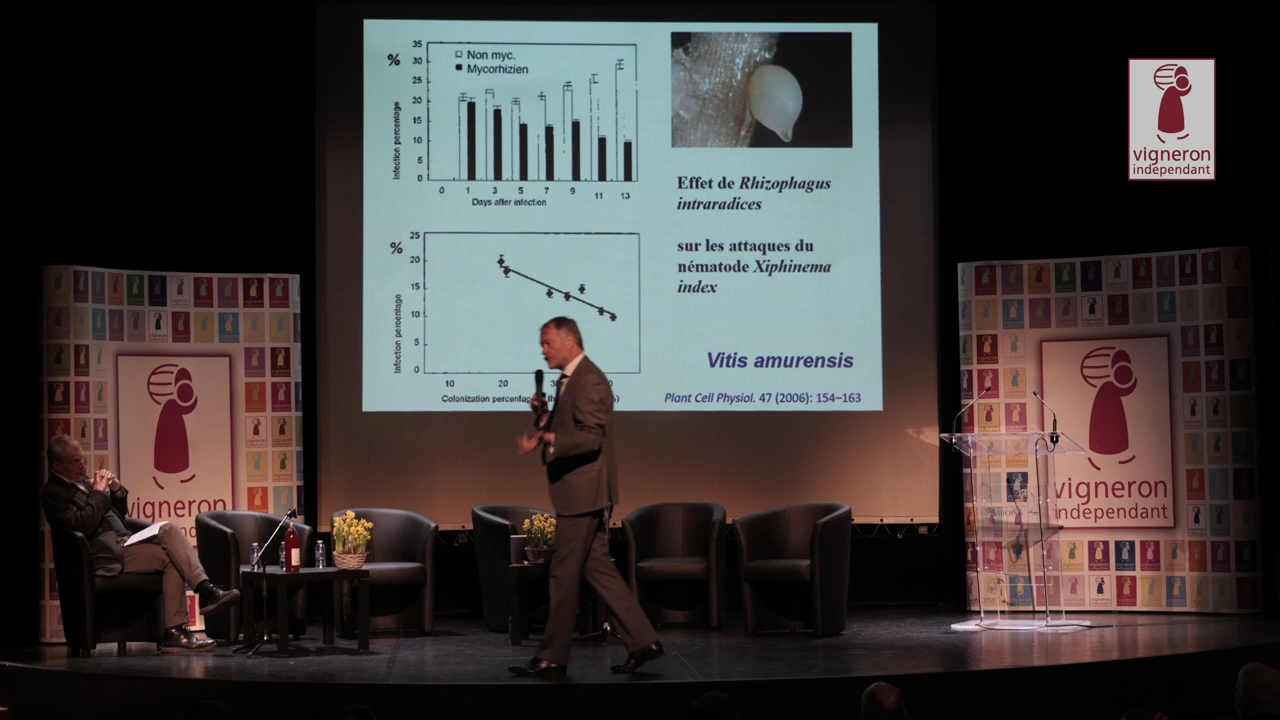 35
%
30
25
20
15
10
5
0
Infection percentage
Non myc.
Mycorhizien
0 1 3 5 7 9 11 13
Days after infection
25
%
20
15
10
5
0
Infection percentage
10 20
Colonization percentage
Effet de Rhizophagus
intraradices
sur les attaques du
nématode Xiphinema
index
Vitis amurensis
Plant Cell Physiol. 47 (2006): 154–163
vigneron
independant
vigneron
vigneron
independant